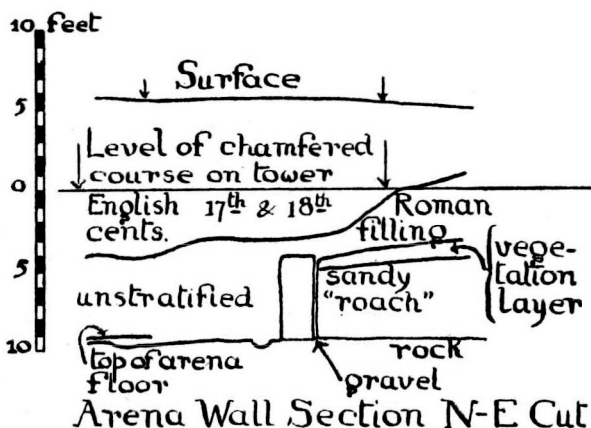 10 feet
Surface
5
Level of chamfered
course on tower
0
English 17th & 18th
cents.
Roman
filling
vege-
tation
Layer
5
sandy
"roach"
unstratified
10
top of arena
floor
rock
gravel
Arena Wall Section N-E Cut